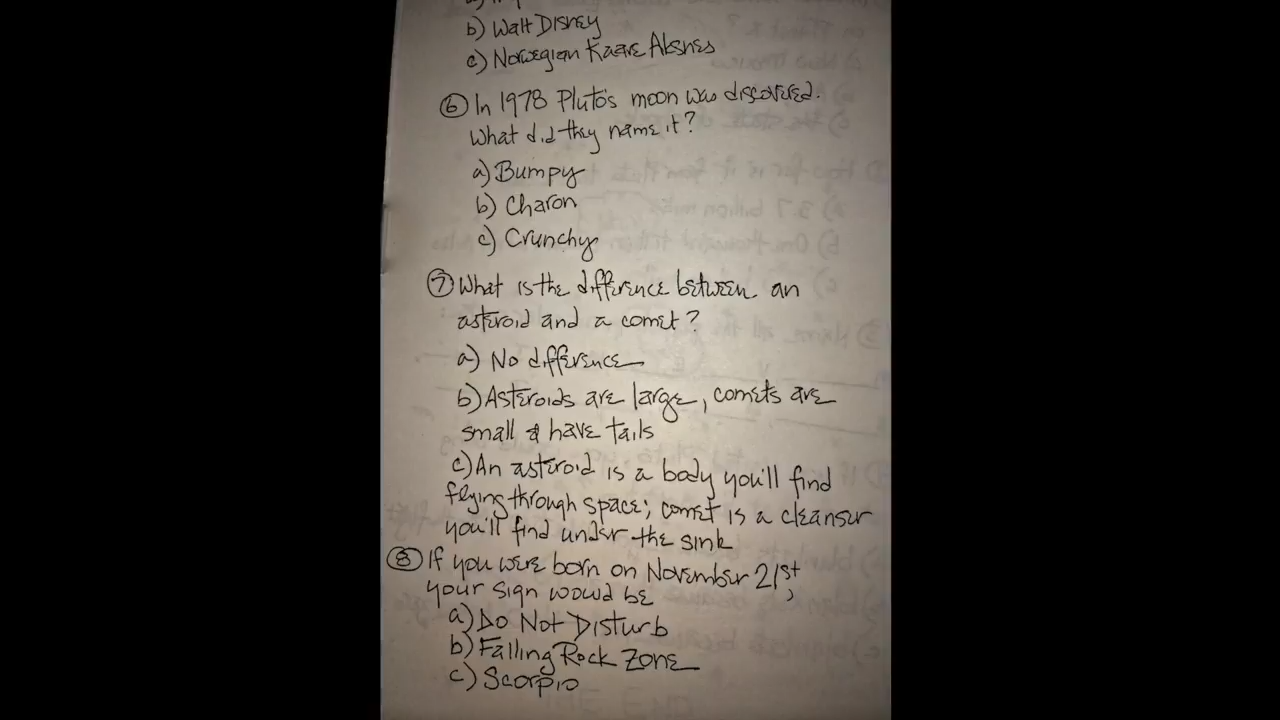 b) Walt Disney
c) Norwegian Kaare Aksnes
⑥ In 1978 Pluto's moon was discovered.
What did they name it?
a) Bumpy
b) Charon
c) Crunchy
⑦ What is the difference between an
asteroid and a comet?
a) No difference
b) Asteroids are large, comets are
small & have tails
c) An asteroid is a body you'll find
flying through space; comet is a cleanser
you'll find under the sink
⑧ If you were born on November 21st,
your sign would be
a) Do Not Disturb
b) Falling Rock Zone
c) Scorpio